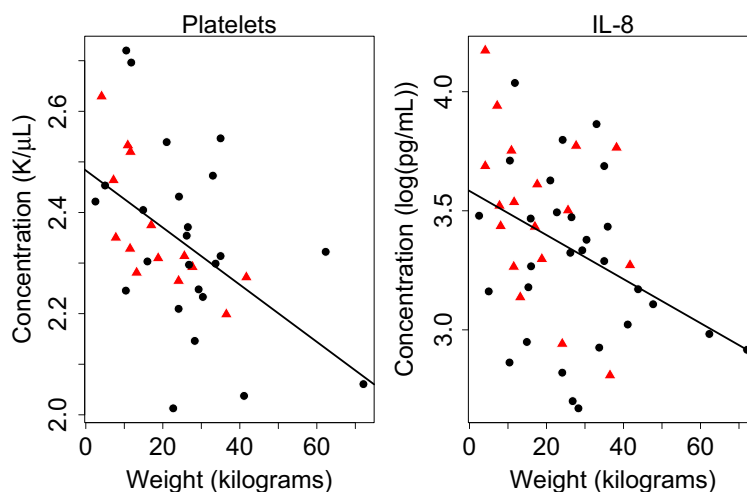 Platelets
Concentration (K/μL)
2.0
2.2
2.4
2.6
0
20
40
60
Weight (kilograms)
IL-8
Concentration (log(pg/mL))
3.0
3.5
4.0
0
20
40
60
Weight (kilograms)